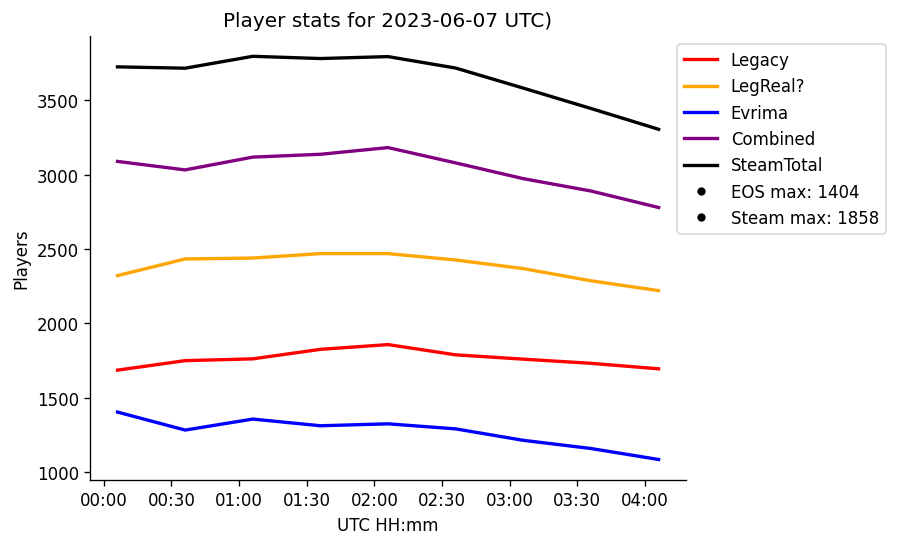 Player stats for 2023-06-07 UTC)
Legacy
LegReal?
Evrima
Combined
SteamTotal
EOS max: 1404
Steam max: 1858
Players
3500
3000
2500
2000
1500
1000
00:00 00:30 01:00 01:30 02:00 02:30 03:00 03:30 04:00
UTC HH:mm